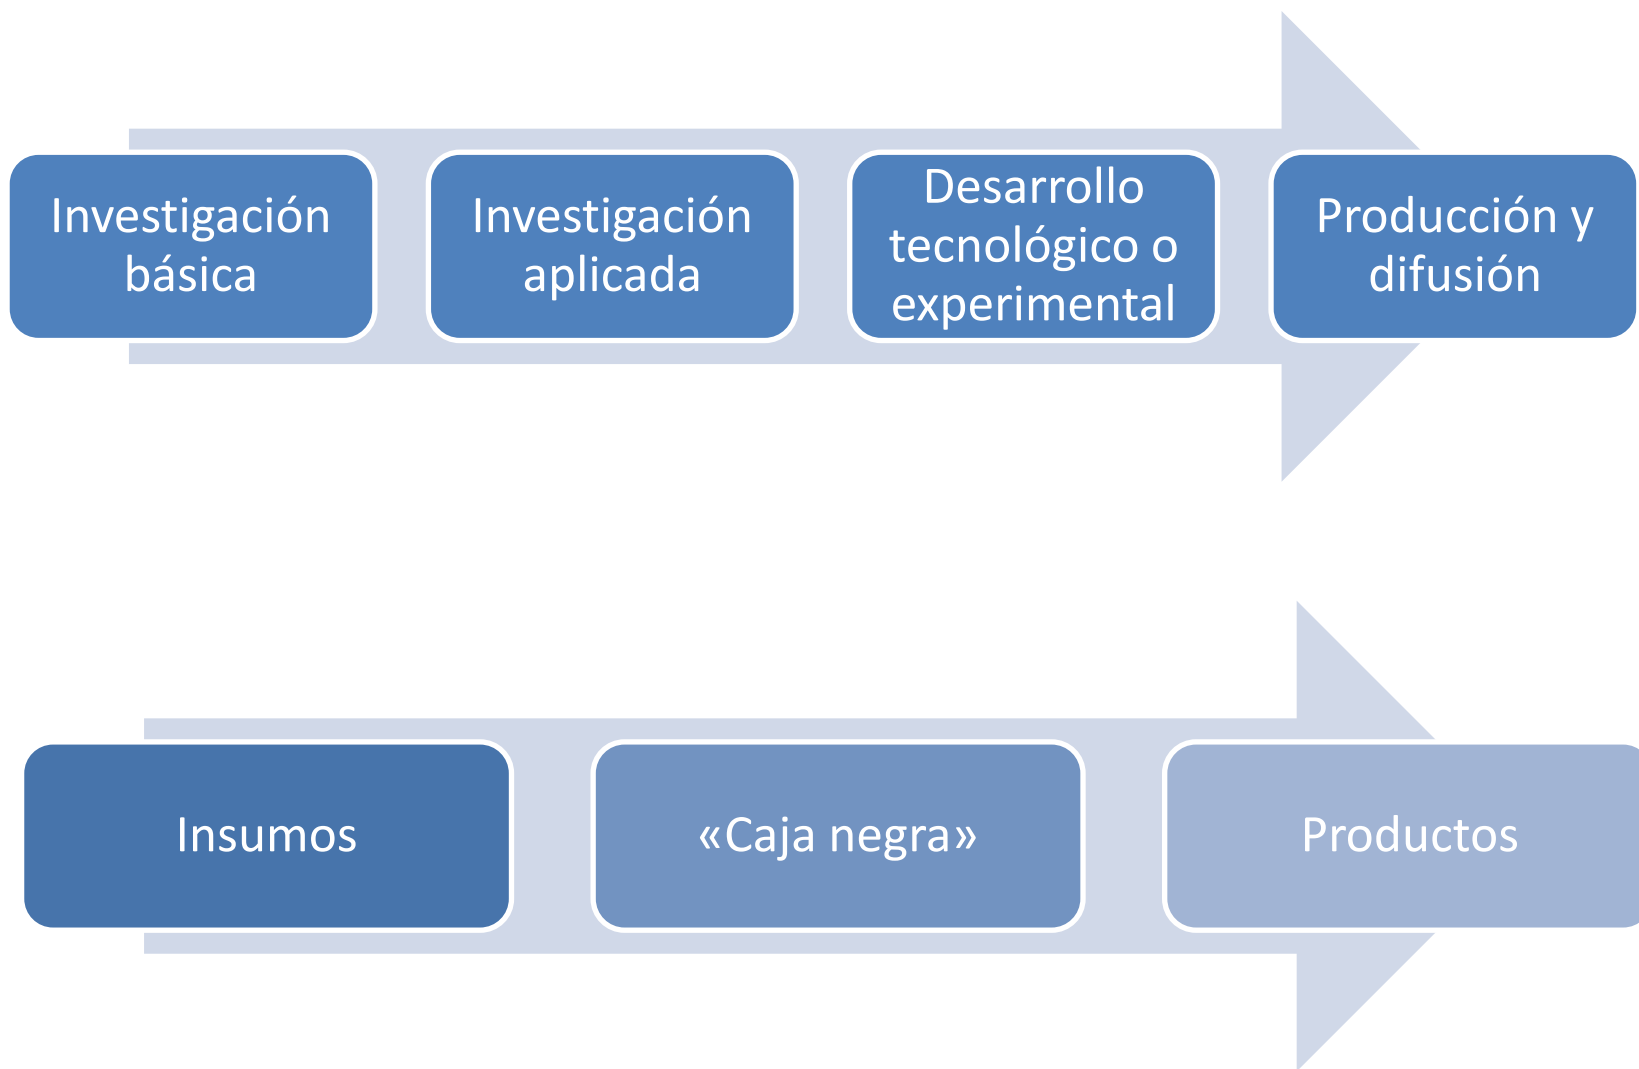 Investigación
básica
Investigación
aplicada
Desarrollo
tecnológico o
experimental
Producción y
difusión
Insumos
«Caja negra»
Productos